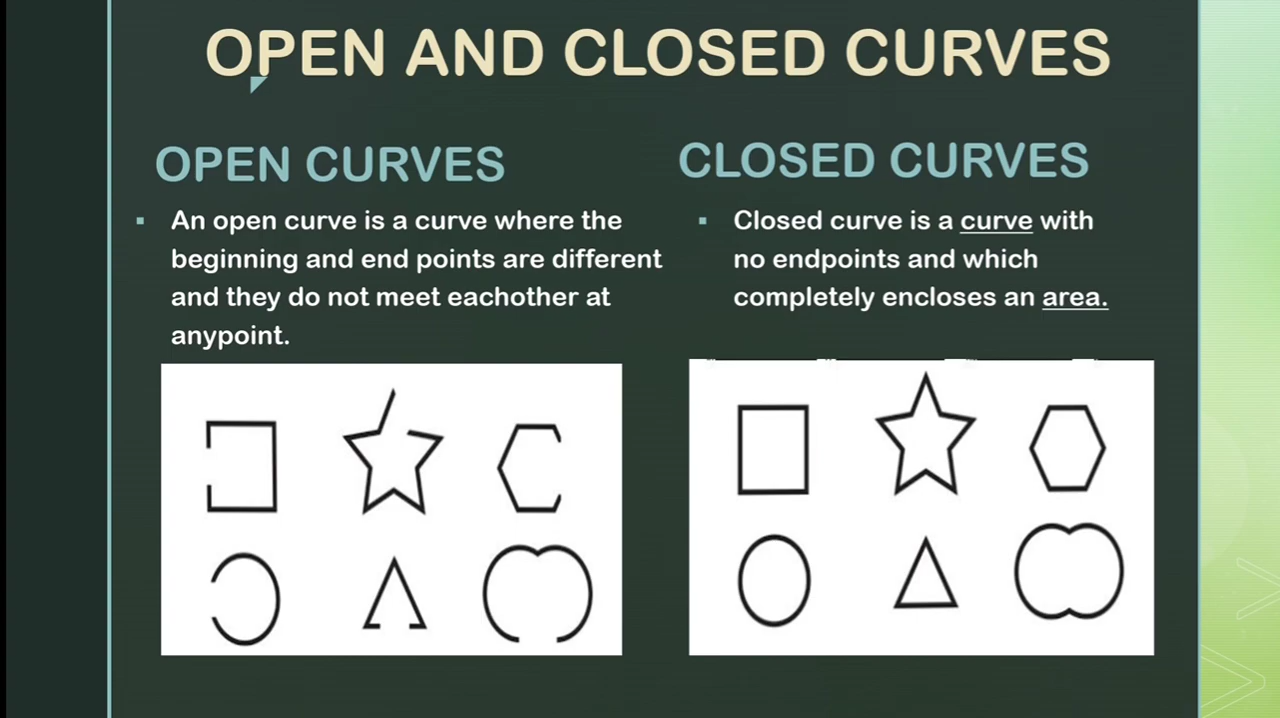 OPEN AND CLOSED CURVES
OPEN CURVES
▪ An open curve is a curve where the
beginning and end points are different
and they do not meet eachother at
anypoint.
CLOSED CURVES
▪ Closed curve is a curve with
no endpoints and which
completely encloses an area.